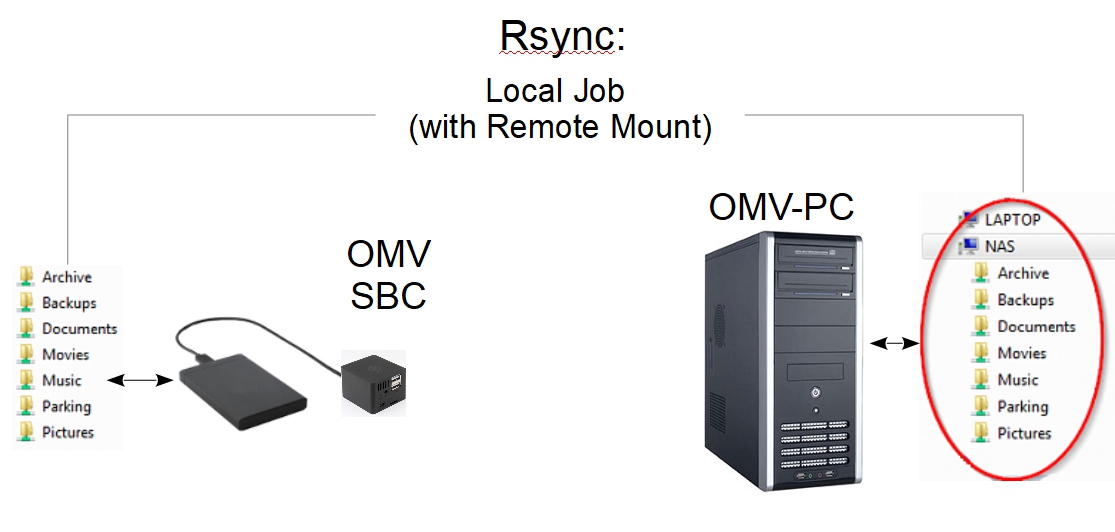 Rsync:
Local Job
(with Remote Mount)
OMV
SBC
Archive
Backups
Documents
Movies
Music
Parking
Pictures
OMV-PC
LAPTOP
NAS
Archive
Backups
Documents
Movies
Music
Parking
Pictures